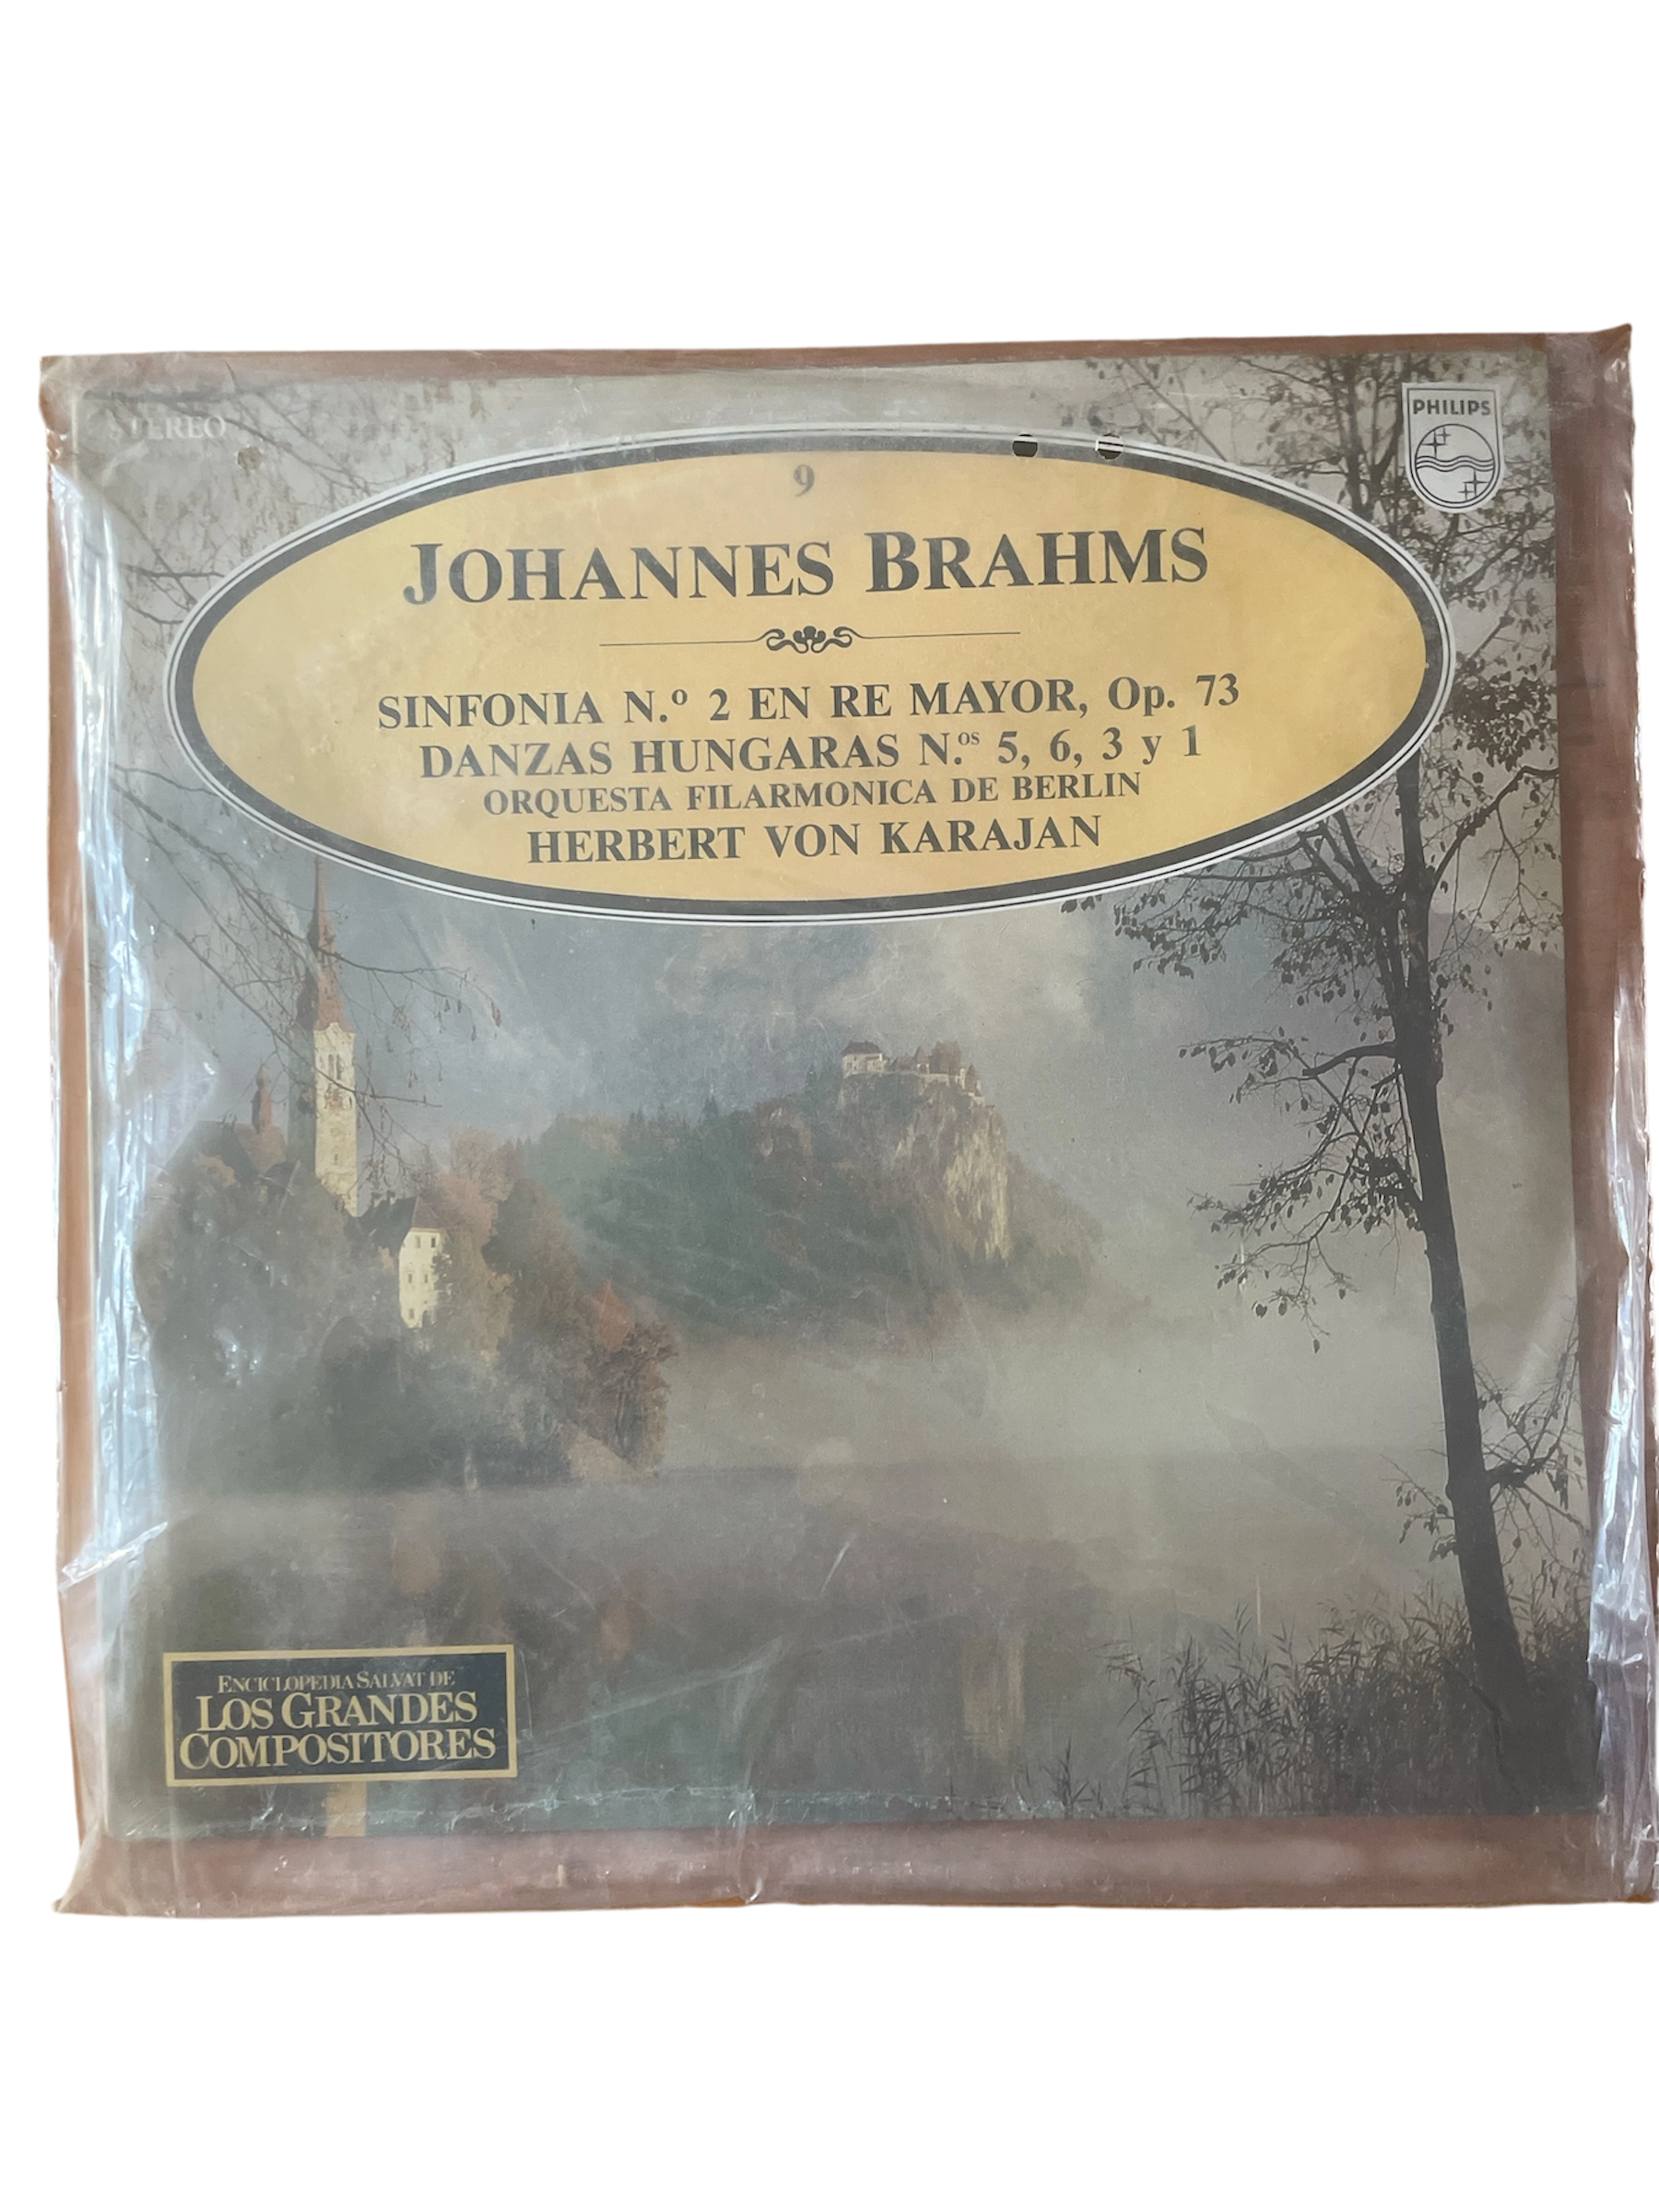 STEREO
PHILIPS
9
JOHANNES BRAHMS
SINFONIA N.º 2 EN RE MAYOR, Op. 73
DANZAS HUNGARAS N.ºˢ 5, 6, 3 y 1
ORQUESTA FILARMONICA DE BERLIN
HERBERT VON KARAJAN
ENCICLOPEDIA SALVAT DE
LOS GRANDES
COMPOSITORES